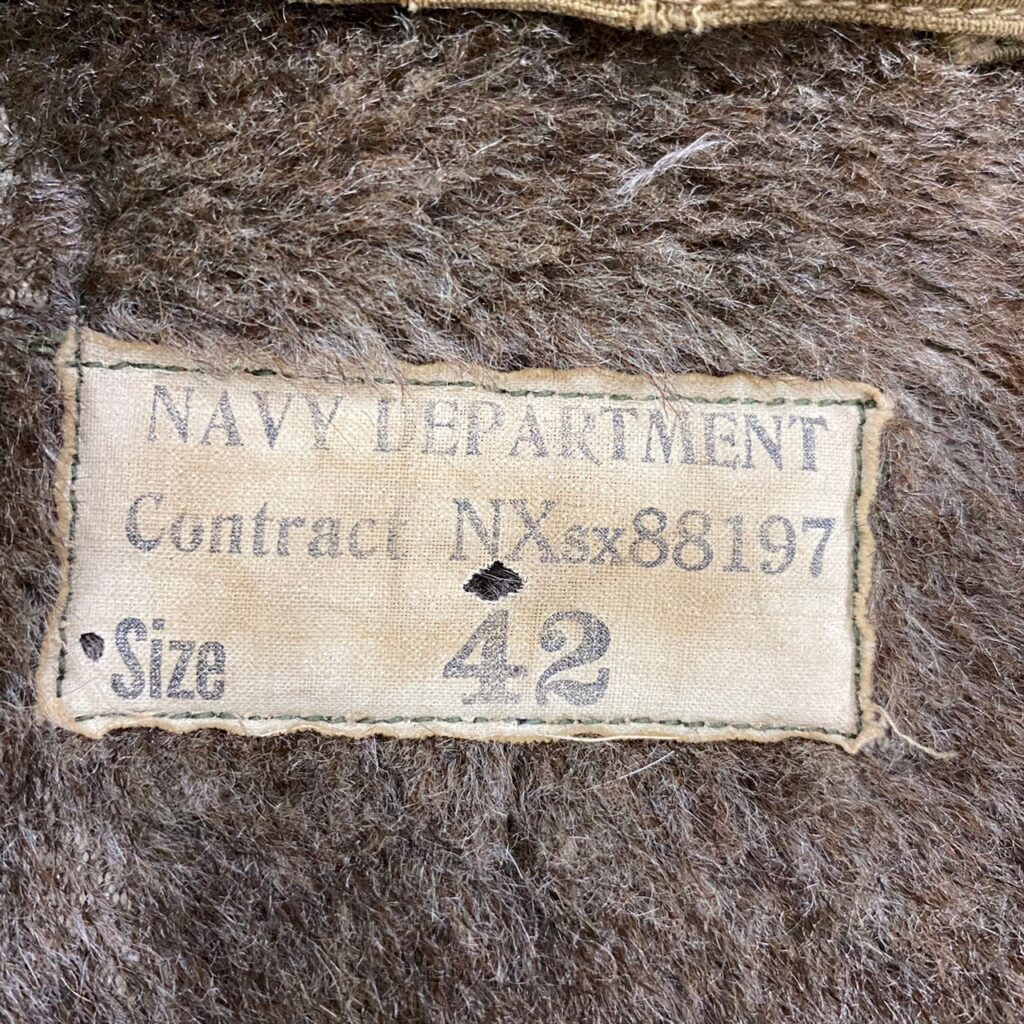 NAVY DEPARTMENT
Contract NXsx88197
Size 42